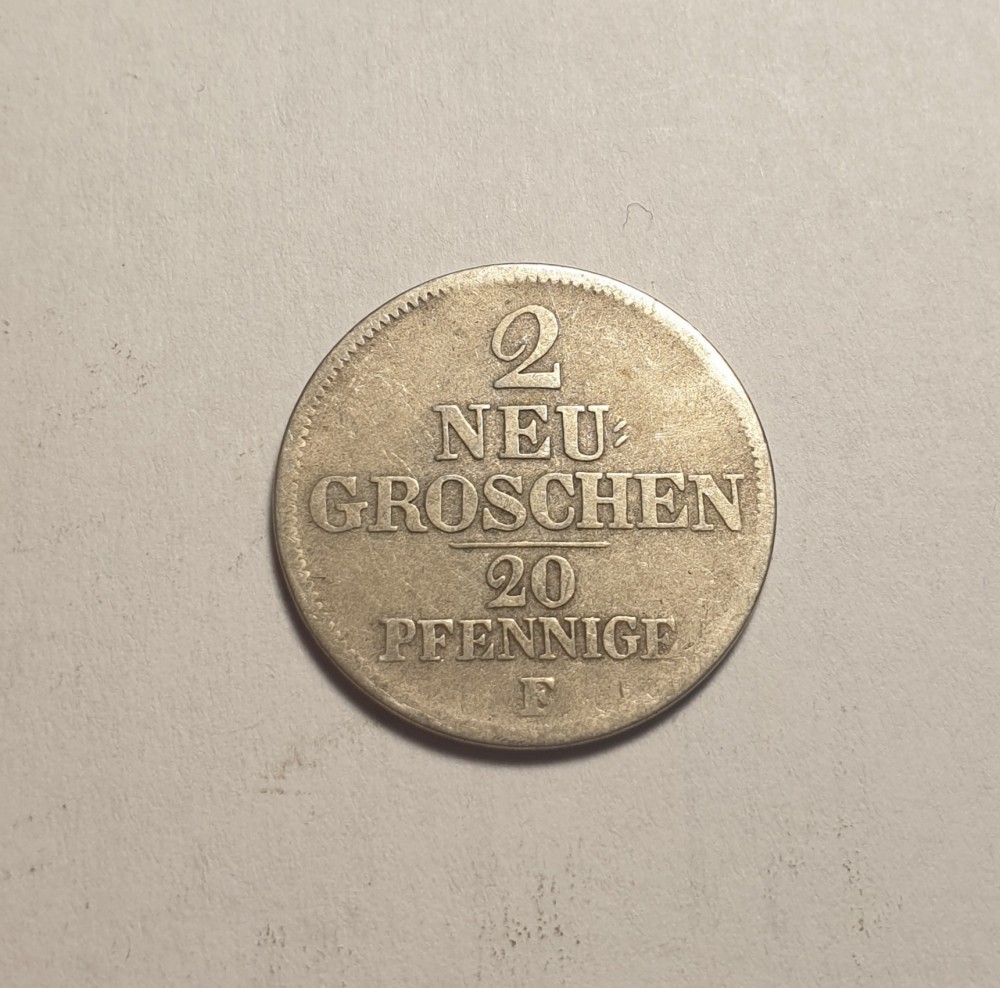 2
NEU=
GROSCHEN
20
PFENNIGE
F